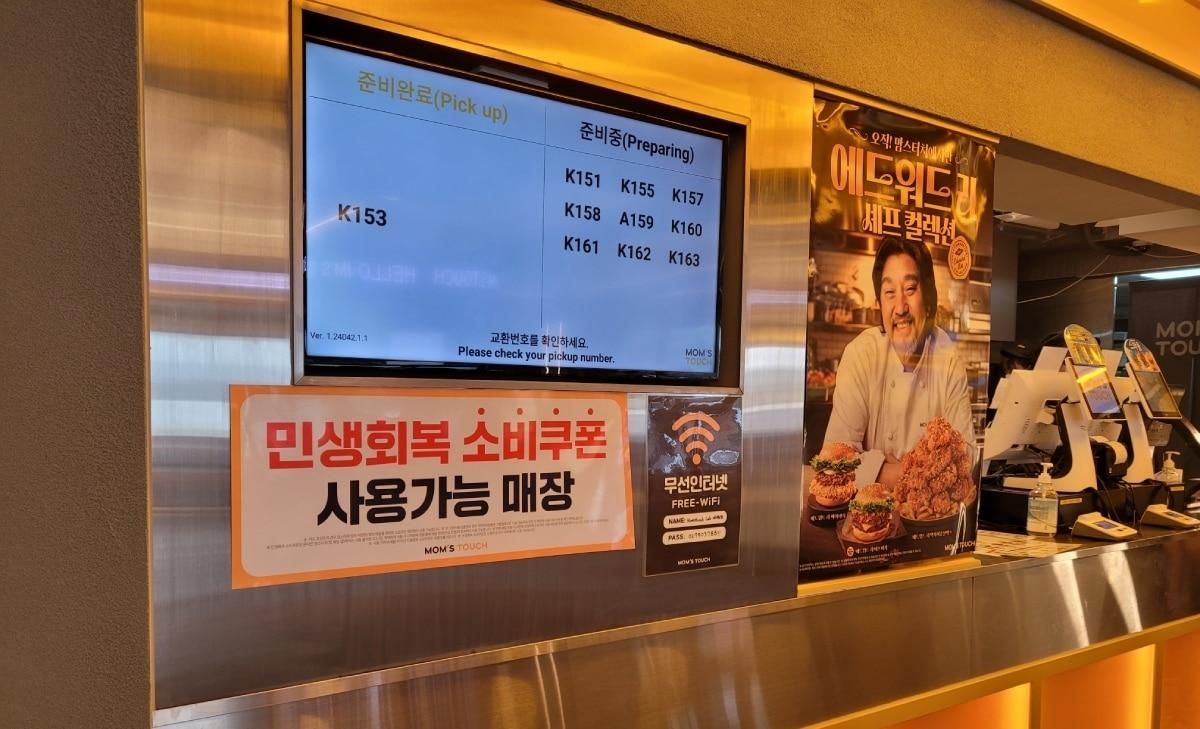 준비완료(Pick up)
K153
준비중(Preparing)
K151 K155 K157
K158 A159 K160
K161 K162 K163
Ver. 1.24042.1.1
교환번호를 확인하세요.
Please check your pickup number.
MOM'S TOUCH
민생회복 소비쿠폰
사용가능 매장
MOM'S TOUCH
무선인터넷
FREE-WiFi
NAME:
PASS:
MOM'S TOUCH
오직! 맘스터치에서만
에드워드 리
셰프 컬렉션
MOM'S TOUCH